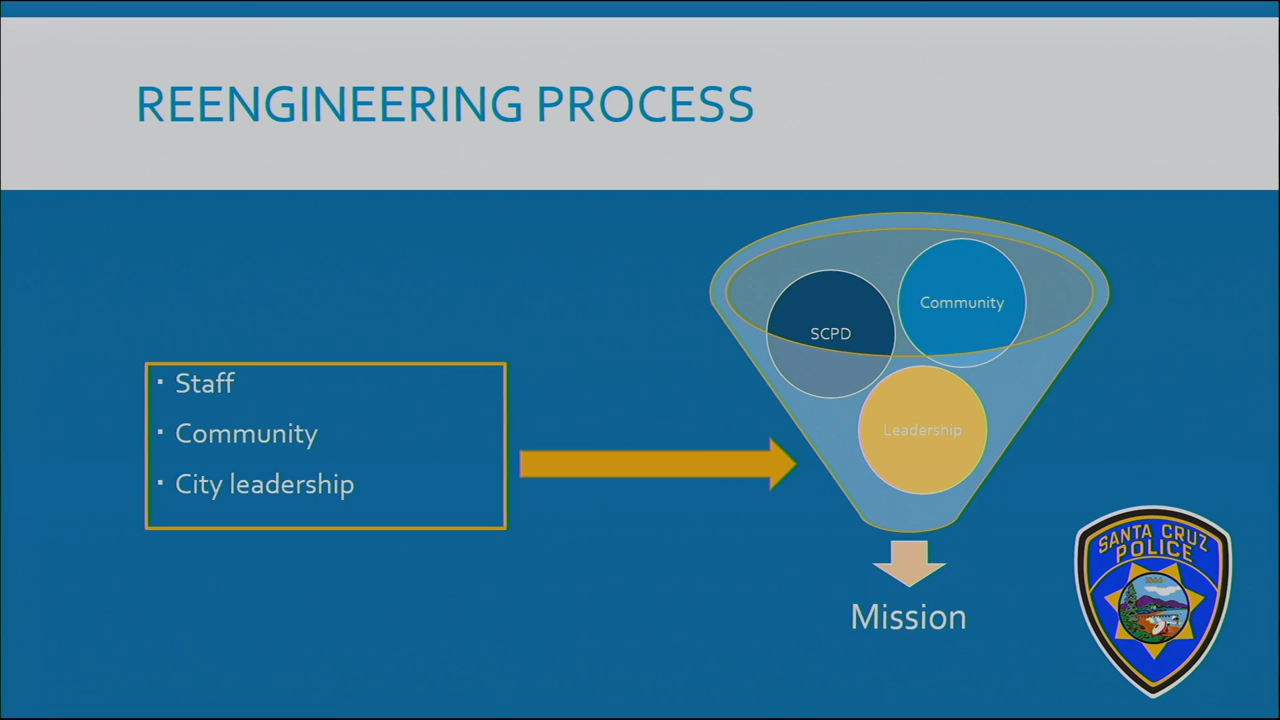 REENGINEERING PROCESS
▪ Staff
▪ Community
▪ City leadership
SCPD
Community
Leadership
Mission
SANTA CRUZ
POLICE